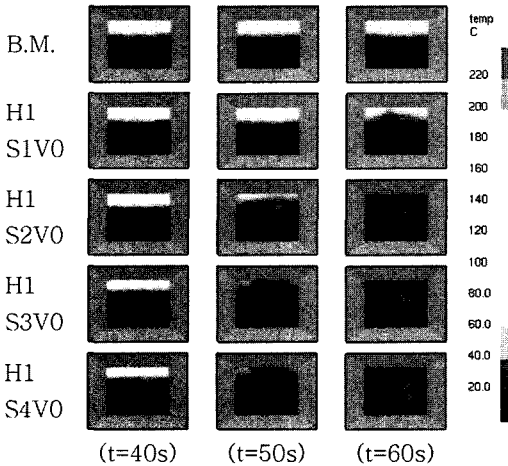 B.M.
H1
S1V0
H1
S2V0
H1
S3V0
H1
S4V0
(t=40s) (t=50s) (t=60s)
temp
C
220
200
180
160
140
120
100
80.0
60.0
40.0
20.0